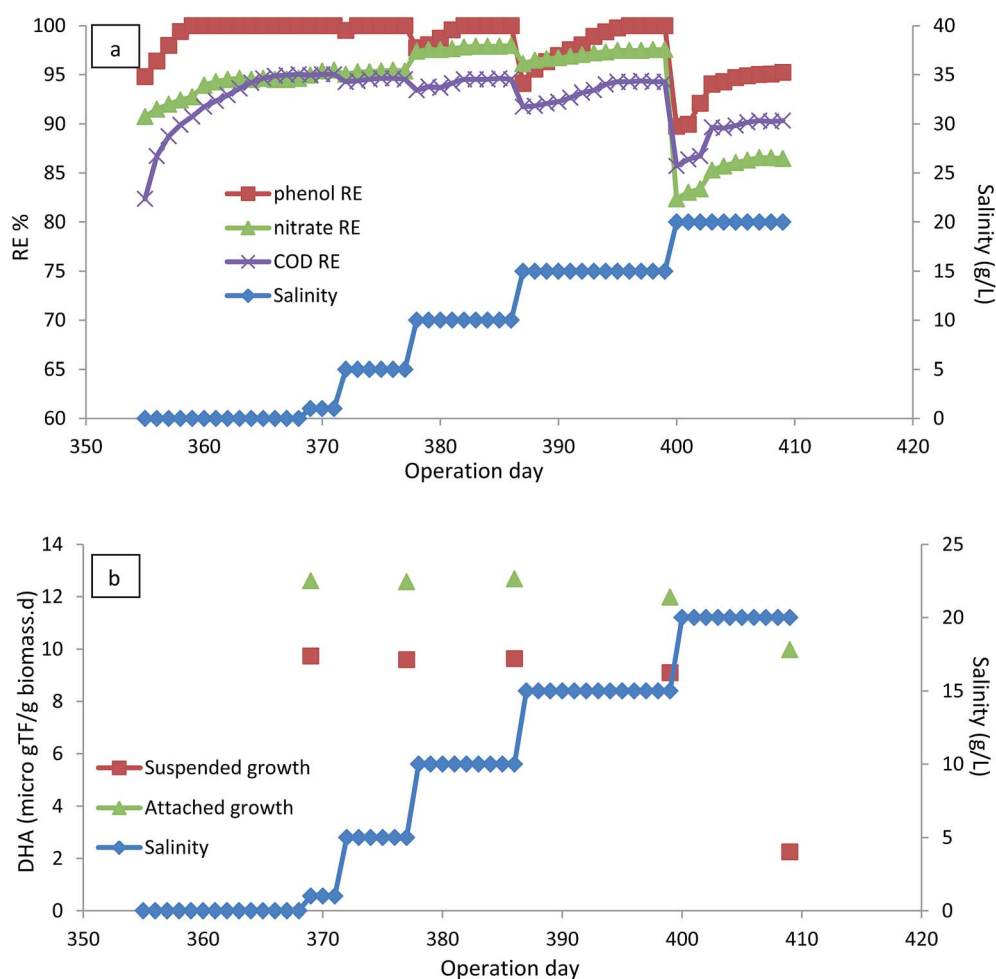 a
100
95
90
85
80
75
70
65
60
RE %
phenol RE
nitrate RE
COD RE
Salinity
40
35
30
25
20
15
10
5
0
Salinity (g/L)
350 360 370 380 390 400 410 420
Operation day
b
14
12
10
8
6
4
2
0
DHA (micro gTF/g biomass.d)
Suspended growth
Attached growth
Salinity
25
20
15
10
5
0
Salinity (g/L)
350 360 370 380 390 400 410 420
Operation day